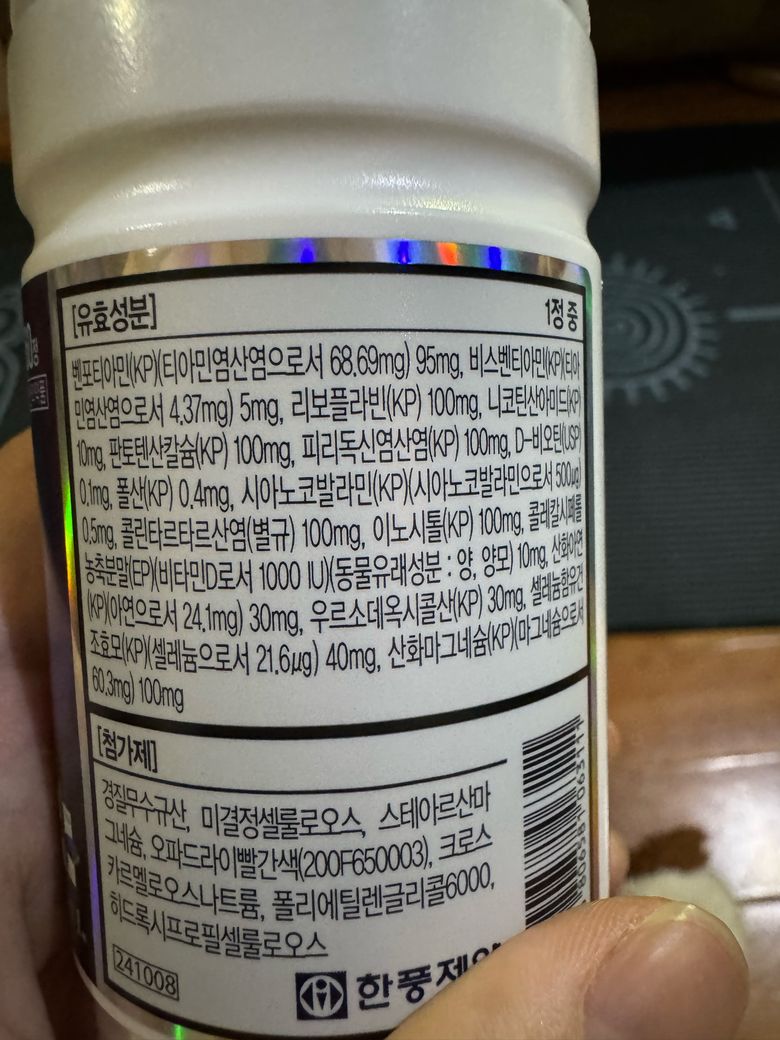 [유효성분] 1정 중
벤포티아민(KP)(티아민염산염으로서 68.69mg) 95mg, 비스벤티아민(KP)(티아
민염산염으로서 4.37mg) 5mg, 리보플라빈(KP) 100mg, 니코틴산아미드(KP)
10mg, 판토텐산칼슘(KP) 100mg, 피리독신염산염(KP) 100mg, D-비오틴(USP)
0.1mg, 폴산(KP) 0.4mg, 시아노코발라민(KP)(시아노코발라민으로서 500μg)
0.5mg, 콜린타르타르산염(별규) 100mg, 이노시톨(KP) 100mg, 콜레칼시페롤
농축분말(EP)(비타민D로서 1000 IU)(동물유래성분 : 양, 양모) 10mg, 산화아연
(KP)(아연으로서 24.1mg) 30mg, 우르소데옥시콜산(KP) 30mg, 셀레늄함유건
조효모(KP)(셀레늄으로서 21.6μg) 40mg, 산화마그네슘(KP)(마그네슘으로서
60.3mg) 100mg
[첨가제]
경질무수규산, 미결정셀룰로오스, 스테아르산마
그네슘, 오파드라이빨간색(200F650003), 크로스
카르멜로오스나트륨, 폴리에틸렌글리콜6000,
히드록시프로필셀룰로오스
241008
한풍제약